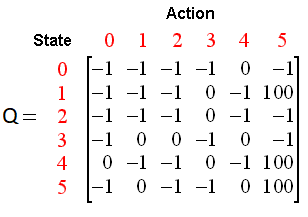 Action
State 0 1 2 3 4 5
0 -1 -1 -1 -1 0 -1
1 -1 -1 -1 0 -1 100
Q = 2 -1 -1 -1 0 -1 -1
3 -1 0 0 -1 0 -1
4 0 -1 -1 0 -1 100
5 -1 0 -1 -1 0 100